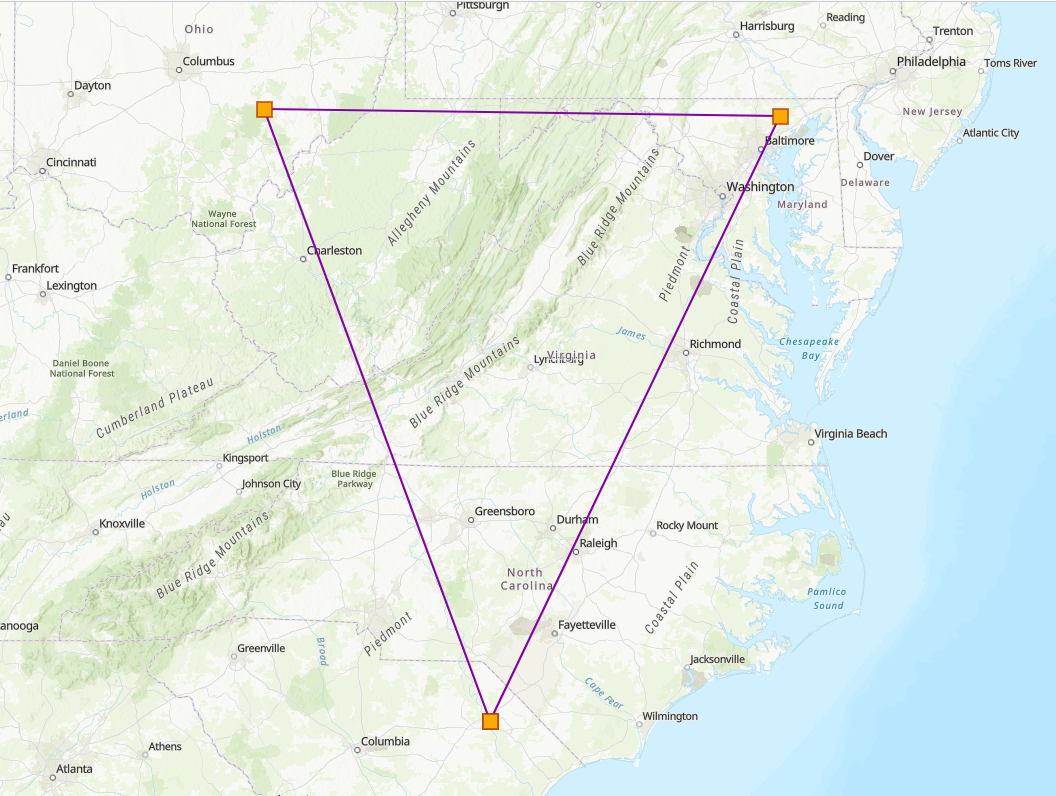 Pittsburgh
Ohio
Harrisburg
Reading
Trenton
Columbus
Philadelphia
Toms River
Dayton
New Jersey
Atlantic City
Baltimore
Cincinnati
Allegheny Mountains
Blue Ridge Mountains
Dover
Delaware
Washington
Maryland
Wayne
National Forest
Charleston
Piedmont
Coastal Plain
Frankfort
Lexington
James
Richmond
Chesapeake
Bay
Virginia
Lynchburg
Daniel Boone
National Forest
Blue Ridge Mountains
Cumberland Plateau
erland
Holston
Virginia Beach
Kingsport
Holston
Johnson City
Blue Ridge
Parkway
Greensboro
Durham
Rocky Mount
au
Knoxville
Blue Ridge Mountains
Raleigh
North
Carolina
Coastal Plain
Pamlico
Sound
anooga
Piedmont
Fayetteville
Greenville
Broad
Jacksonville
Cape Fear
Wilmington
Columbia
Athens
Atlanta